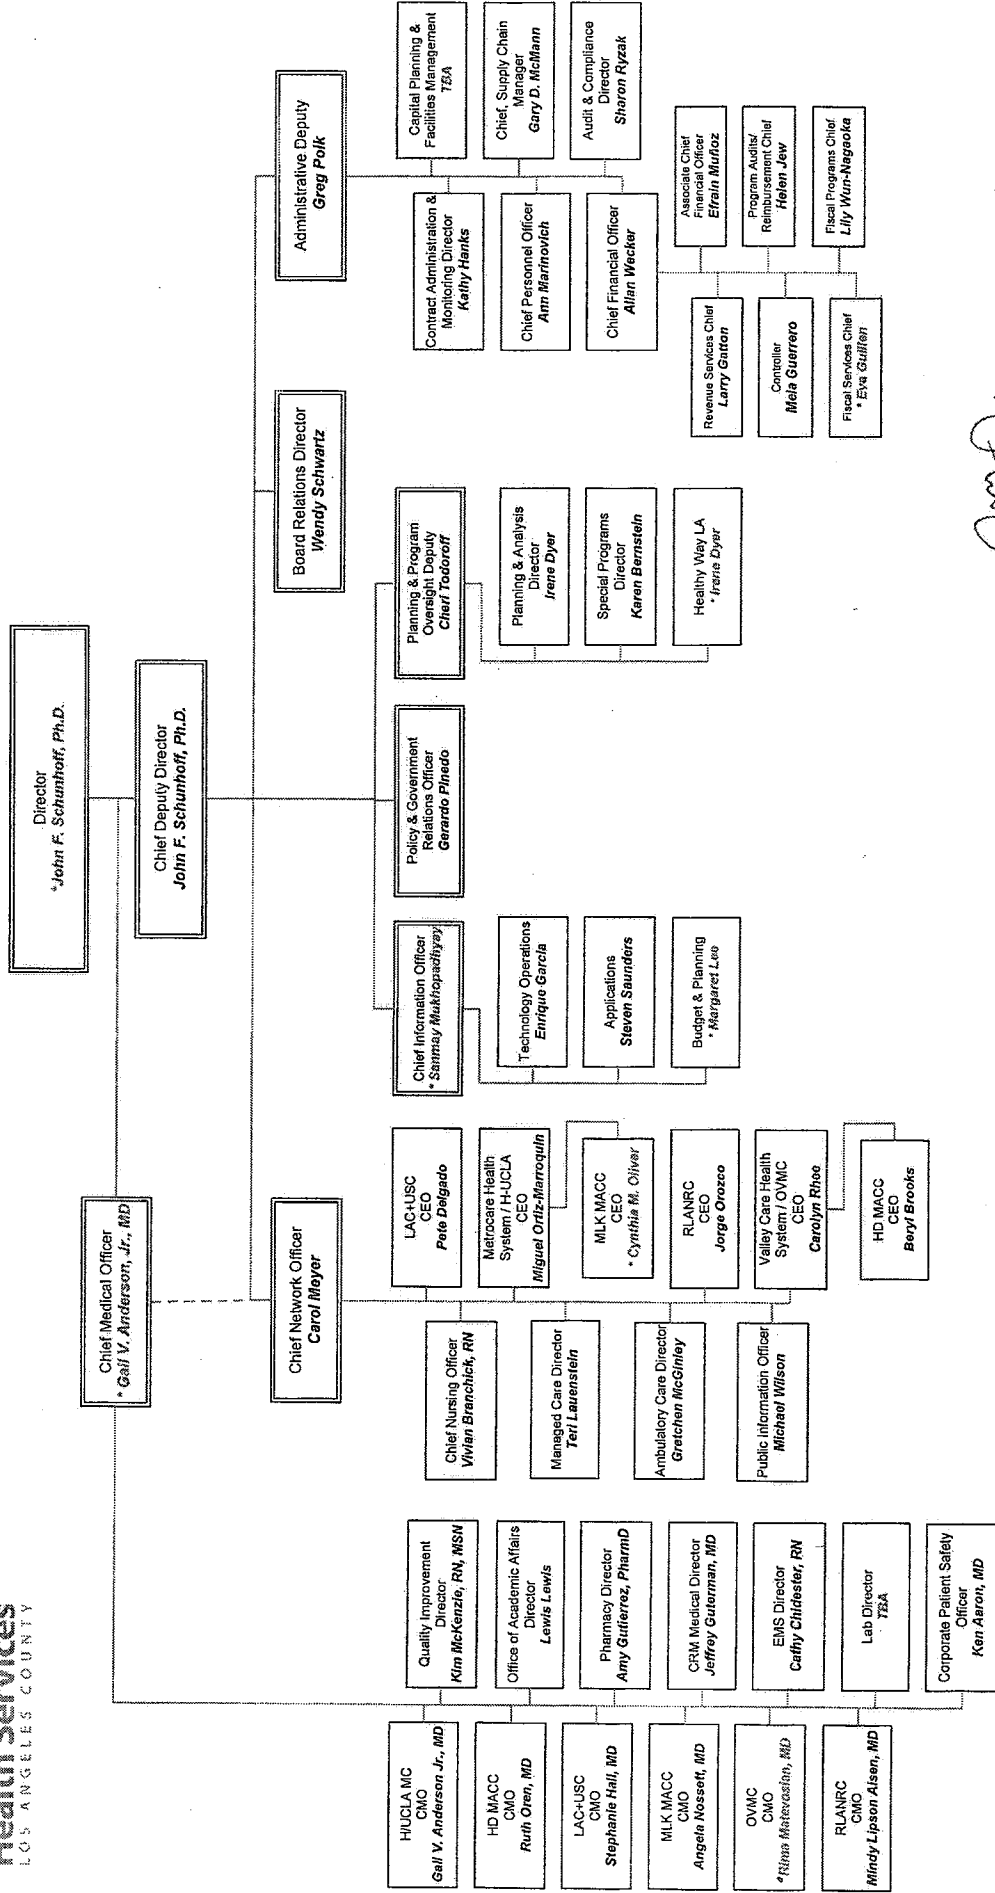 Health Services
LOS ANGELES COUNTY
Director
*John F. Schunhoff, Ph.D.
Chief Deputy Director
John F. Schunhoff, Ph.D.
Chief Medical Officer
* Gail V. Anderson, Jr., MD
Chief Network Officer
Carol Meyer
Board Relations Director
Wendy Schwartz
Administrative Deputy
Greg Polk
H/UCLA MC
CMO
Gail V. Anderson Jr., MD
HD MACC
CMO
Ruth Oren, MD
LAC+USC
CMO
Stephanie Hall, MD
MLK MACC
CMO
Angela Nossett, MD
OVMC
CMO
*Rima Matevosian, MD
RLANRC
CMO
Mindy Lipson Aisen, MD
Quality Improvement
Director
Kim McKenzie, RN, MSN
Office of Academic Affairs
Director
Lewis Lewis
Pharmacy Director
Amy Gutierrez, PharmD
CRM Medical Director
Jeffrey Guterman, MD
EMS Director
Cathy Chidester, RN
Lab Director
TBA
Corporate Patient Safety
Officer
Ken Aaron, MD
Chief Nursing Officer
Vivian Branchick, RN
Managed Care Director
Teri Lauenstein
Ambulatory Care Director
Gretchen McGinley
Public Information Officer
Michael Wilson
LAC+USC
CEO
Pete Delgado
Metrocare Health
System / H-UCLA
CEO
Miguel Ortiz-Marroquin
MLK MACC
CEO
* Cynthia M. Oliver
RLANRC
CEO
Jorge Orozco
Valley Care Health
System / OVMC
CEO
Carolyn Rhee
HD MACC
CEO
Beryl Brooks
Chief Information Officer
* Sanmay Mukhopadhyay
Technology Operations
Enrique Garcia
Applications
Steven Saunders
Budget & Planning
* Margaret Lee
Policy & Government
Relations Officer
Gerardo Pinedo
Planning & Program
Oversight Deputy
Cheri Todoroff
Planning & Analysis
Director
Irene Dyer
Special Programs
Director
Karen Bernstein
Healthy Way LA
* Irene Dyer
Contract Administration &
Monitoring Director
Kathy Hanks
Chief Personnel Officer
Ann Marinovich
Chief Financial Officer
Allan Wecker
Capital Planning &
Facilities Management
TBA
Chief, Supply Chain
Manager
Gary D. McMann
Audit & Compliance
Director
Sharon Ryzak
Revenue Services Chief
Larry Gatton
Controller
Mela Guerrero
Fiscal Services Chief
* Eva Guillen
Associate Chief
Financial Officer
Efrain Muñoz
Program Audits/
Reimbursement Chief
Helen Jew
Fiscal Programs Chief
Lily Wun-Nagaoka